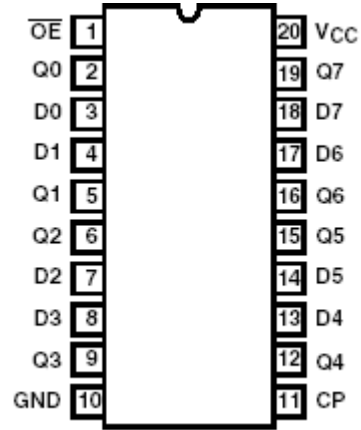 O̅E̅ 1 20 VCC
Q0 2 19 Q7
D0 3 18 D7
D1 4 17 D6
Q1 5 16 Q6
Q2 6 15 Q5
D2 7 14 D5
D3 8 13 D4
Q3 9 12 Q4
GND 10 11 CP